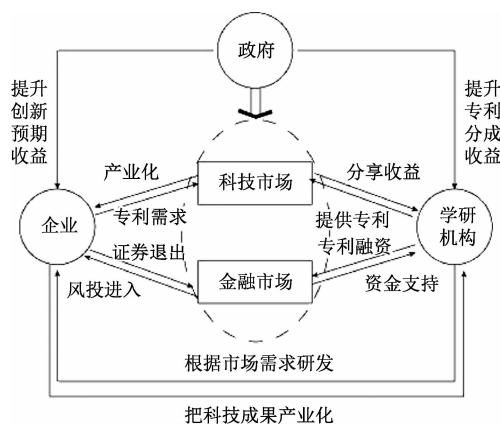 政府
提升
创新
预期
收益
提升
专利
分成
收益
产业化
科技市场
分享收益
企业
专利需求
提供专利
学研
机构
证券退出
专利融资
风投进入
金融市场
资金支持
根据市场需求研发
把科技成果产业化